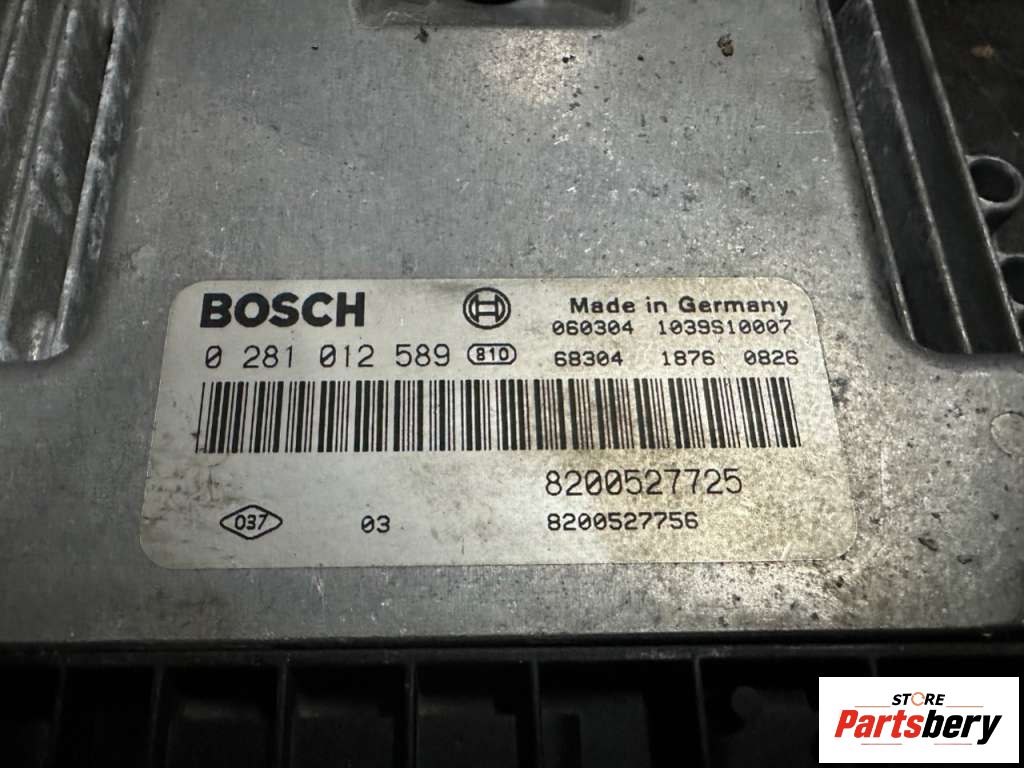 BOSCH Made in Germany
060304 1039S10007
0 281 012 589 810 68304 1876 0826
8200527725
037 03 8200527756
STORE
Partsbery